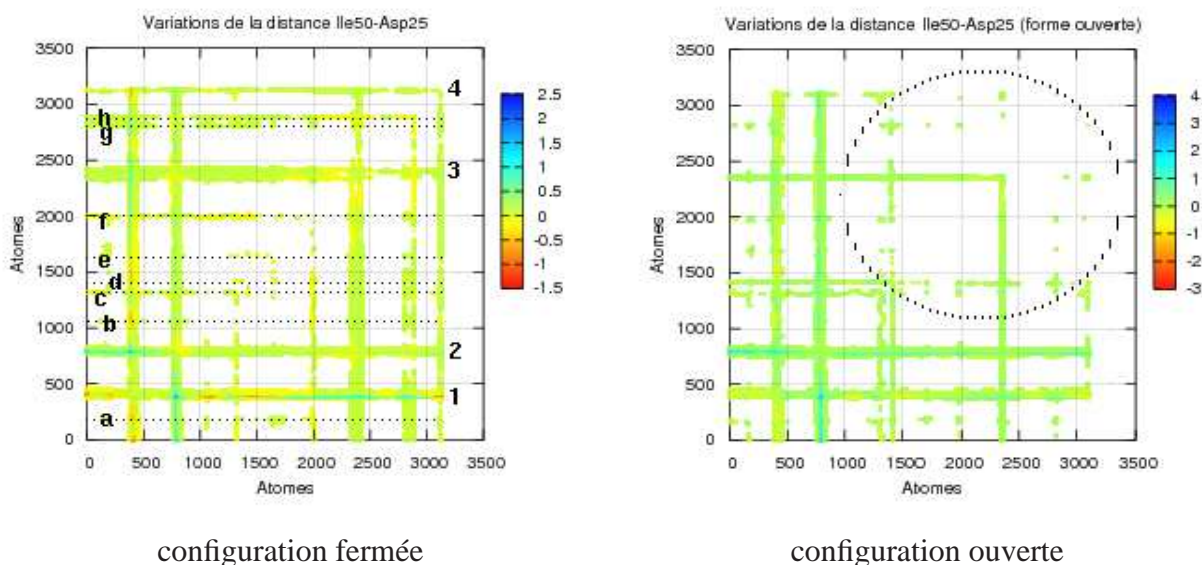 Variations de la distance Ile50-Asp25
3500
3000
2500
2000
1500
1000
500
0
Atomes
0 500 1000 1500 2000 2500 3000 3500
Atomes
4
h
g
3
f
e
d
c
b
2
1
a
2.5
2
1.5
1
0.5
0
-0.5
-1
-1.5
configuration fermée
Variations de la distance Ile50-Asp25 (forme ouverte)
3500
3000
2500
2000
1500
1000
500
0
Atomes
0 500 1000 1500 2000 2500 3000 3500
Atomes
4
3
2
1
0
-1
-2
-3
configuration ouverte